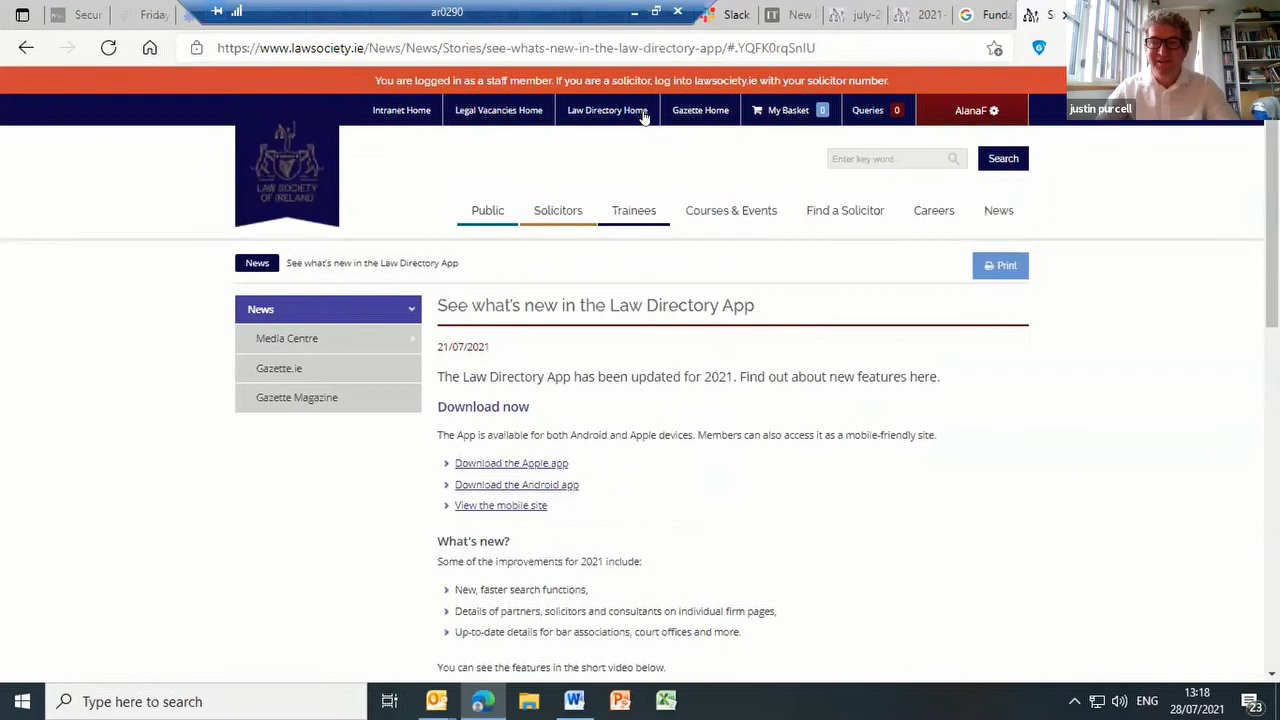 Secu
Friday
ar0290
Slack
New
july-2
2021-
Funda
S
https://www.lawsociety.ie/News/News/Stories/see-whats-new-in-the-law-directory-app/#.YQFK0rqSnIU
You are logged in as a staff member. If you are a solicitor, log into lawsociety.ie with your solicitor number.
justin purcell
Intranet Home Legal Vacancies Home Law Directory Home Gazette Home My Basket 0 Queries 0 AlanaF
LAW SOCIETY
OF IRELAND
Enter key word... Search
Public Solicitors Trainees Courses & Events Find a Solicitor Careers News
News See what's new in the Law Directory App Print
News
Media Centre
Gazette.ie
Gazette Magazine
See what's new in the Law Directory App
21/07/2021
The Law Directory App has been updated for 2021. Find out about new features here.
Download now
The App is available for both Android and Apple devices. Members can also access it as a mobile-friendly site.
Download the Apple app
Download the Android app
View the mobile site
What's new?
Some of the improvements for 2021 include:
New, faster search functions,
Details of partners, solicitors and consultants on individual firm pages,
Up-to-date details for bar associations, court offices and more.
You can see the features in the short video below.
Type here to search
ENG
13:18
28/07/2021
23